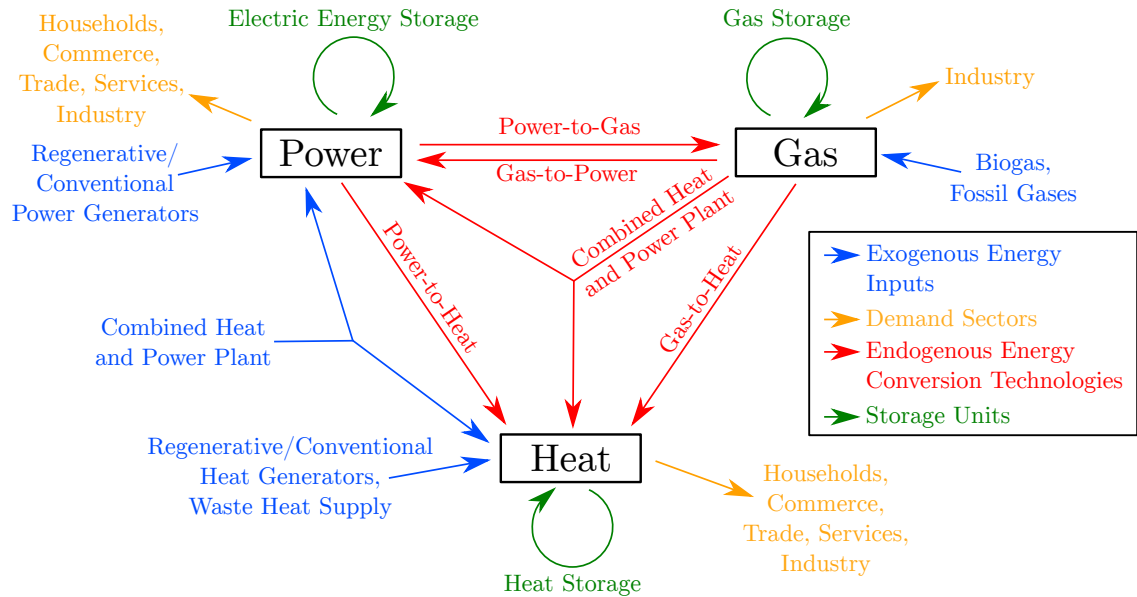 Electric Energy Storage
Gas Storage
Households,
Commerce,
Trade, Services,
Industry
Industry
Power
Power-to-Gas
Gas-to-Power
Gas
Regenerative/
Conventional
Power Generators
Biogas,
Fossil Gases
Combined Heat
and Power Plant
Power-to-Heat
Gas-to-Heat
Exogenous Energy
Inputs
Demand Sectors
Endogenous Energy
Conversion Technologies
Storage Units
Combined Heat
and Power Plant
Regenerative/Conventional
Heat Generators,
Waste Heat Supply
Heat
Households,
Commerce,
Trade, Services,
Industry
Heat Storage